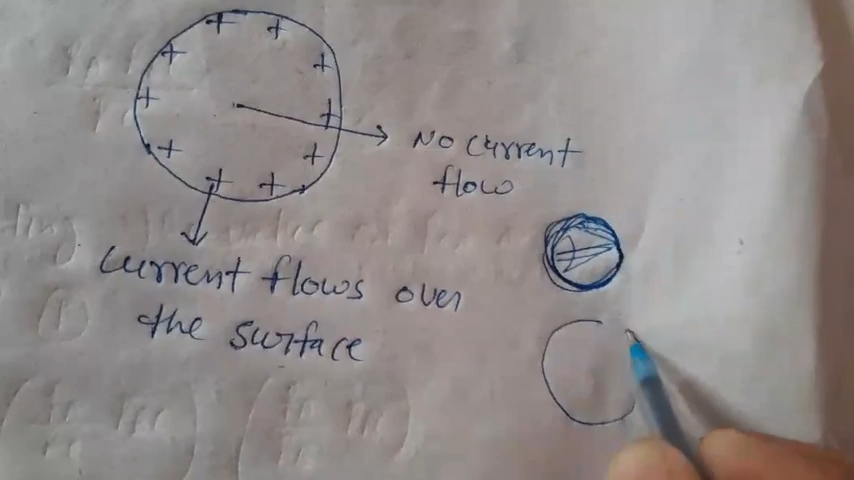 + + + + + + + + + + +
No current
flow
current flows over
the surface